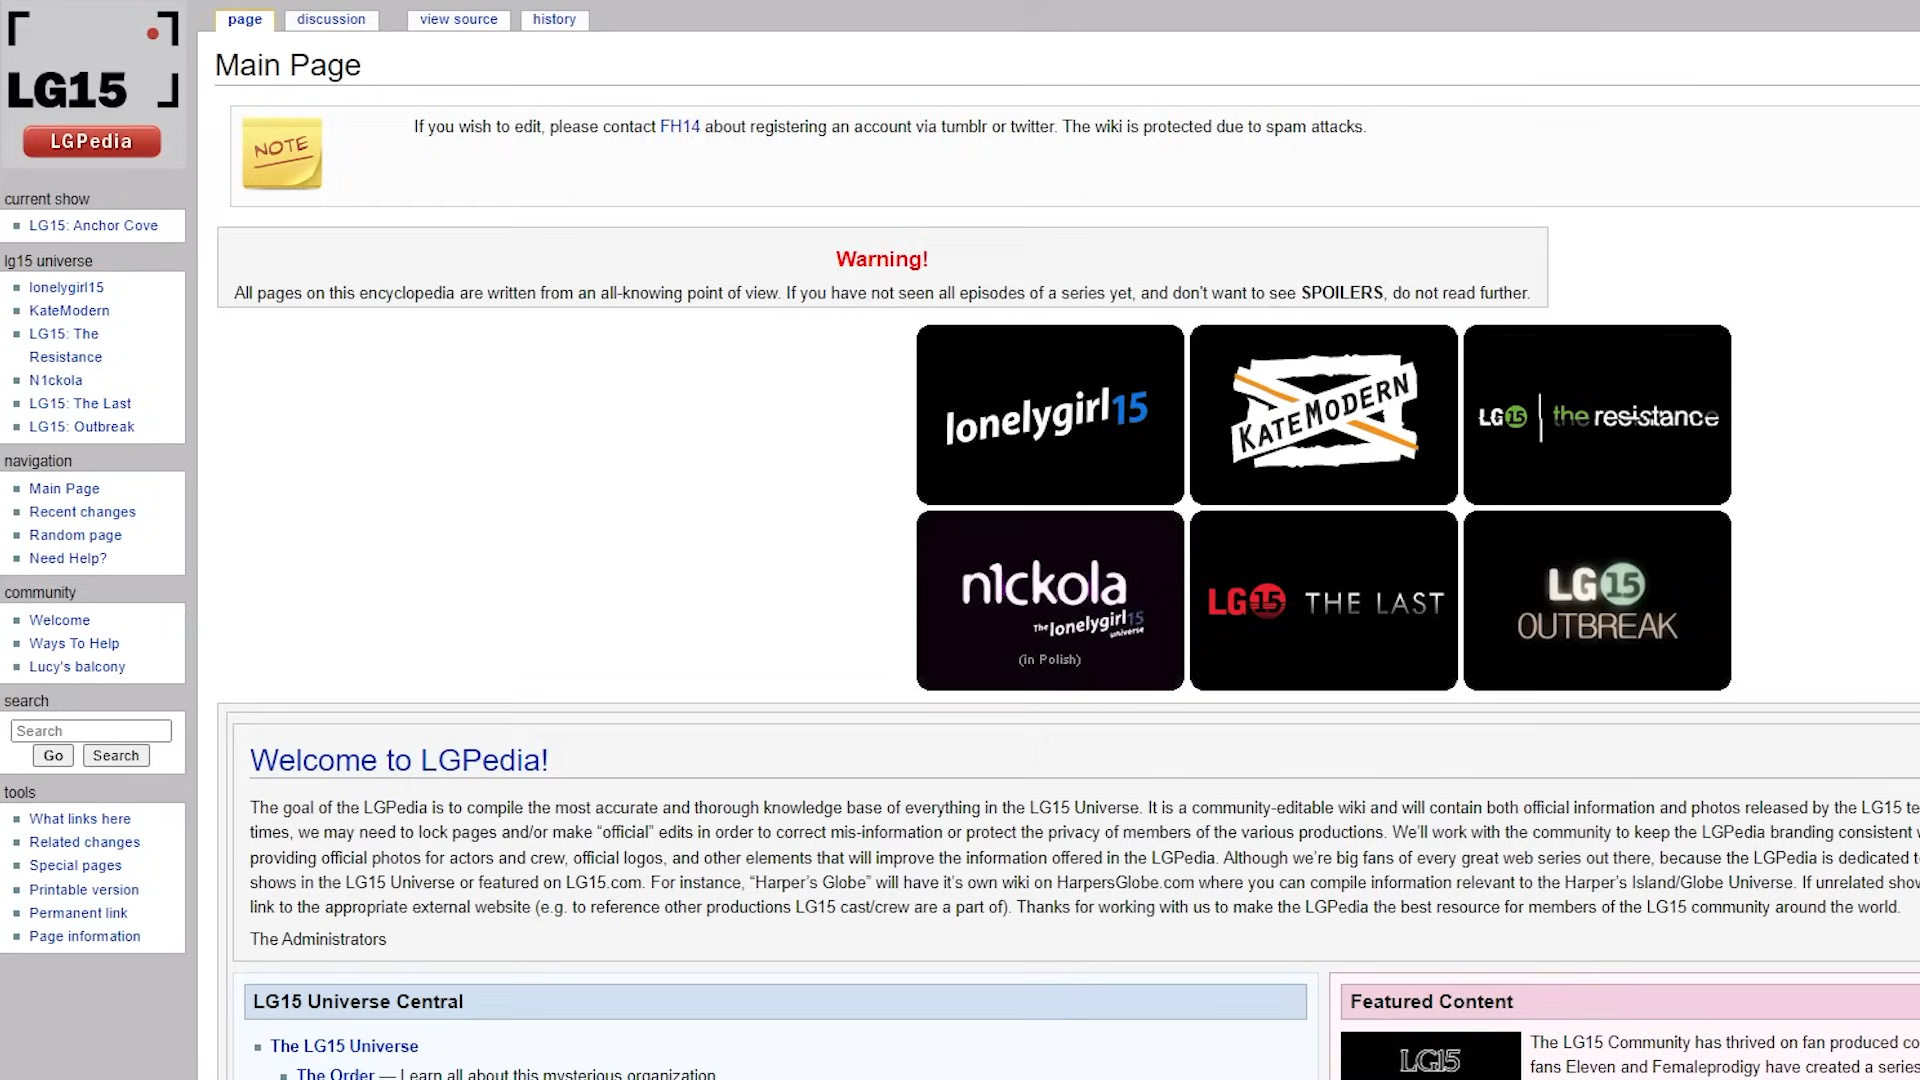 page
discussion
view source
history
LG15
LGPedia
Main Page
NOTE
If you wish to edit, please contact FH14 about registering an account via tumblr or twitter. The wiki is protected due to spam attacks.
current show
LG15: Anchor Cove
lg15 universe
lonelygirl15
KateModern
LG15: The
Resistance
N1ckola
LG15: The Last
LG15: Outbreak
navigation
Main Page
Recent changes
Random page
Need Help?
community
Welcome
Ways To Help
Lucy's balcony
search
Search
Go
Search
tools
What links here
Related changes
Special pages
Printable version
Permanent link
Page information
Warning!
All pages on this encyclopedia are written from an all-knowing point of view. If you have not seen all episodes of a series yet, and don't want to see SPOILERS, do not read further.
lonelygirl15
KATEMODERN
LG15 | the resistance
n1ckola
The lonelygirl15
universe
(in Polish)
LG15 THE LAST
LG15
OUTBREAK
Welcome to LGPedia!
The goal of the LGPedia is to compile the most accurate and thorough knowledge base of everything in the LG15 Universe. It is a community-editable wiki and will contain both official information and photos released by the LG15 te
times, we may need to lock pages and/or make “official” edits in order to correct mis-information or protect the privacy of members of the various productions. We’ll work with the community to keep the LGPedia branding consistent w
providing official photos for actors and crew, official logos, and other elements that will improve the information offered in the LGPedia. Although we’re big fans of every great web series out there, because the LGPedia is dedicated to
shows in the LG15 Universe or featured on LG15.com. For instance, “Harper’s Globe” will have it’s own wiki on HarpersGlobe.com where you can compile information relevant to the Harper’s Island/Globe Universe. If unrelated show
link to the appropriate external website (e.g. to reference other productions LG15 cast/crew are a part of). Thanks for working with us to make the LGPedia the best resource for members of the LG15 community around the world.
The Administrators
LG15 Universe Central
The LG15 Universe
The Order — Learn all about this mysterious organization
Featured Content
LG15
The LG15 Community has thrived on fan produced co
fans Eleven and Femaleprodigy have created a series